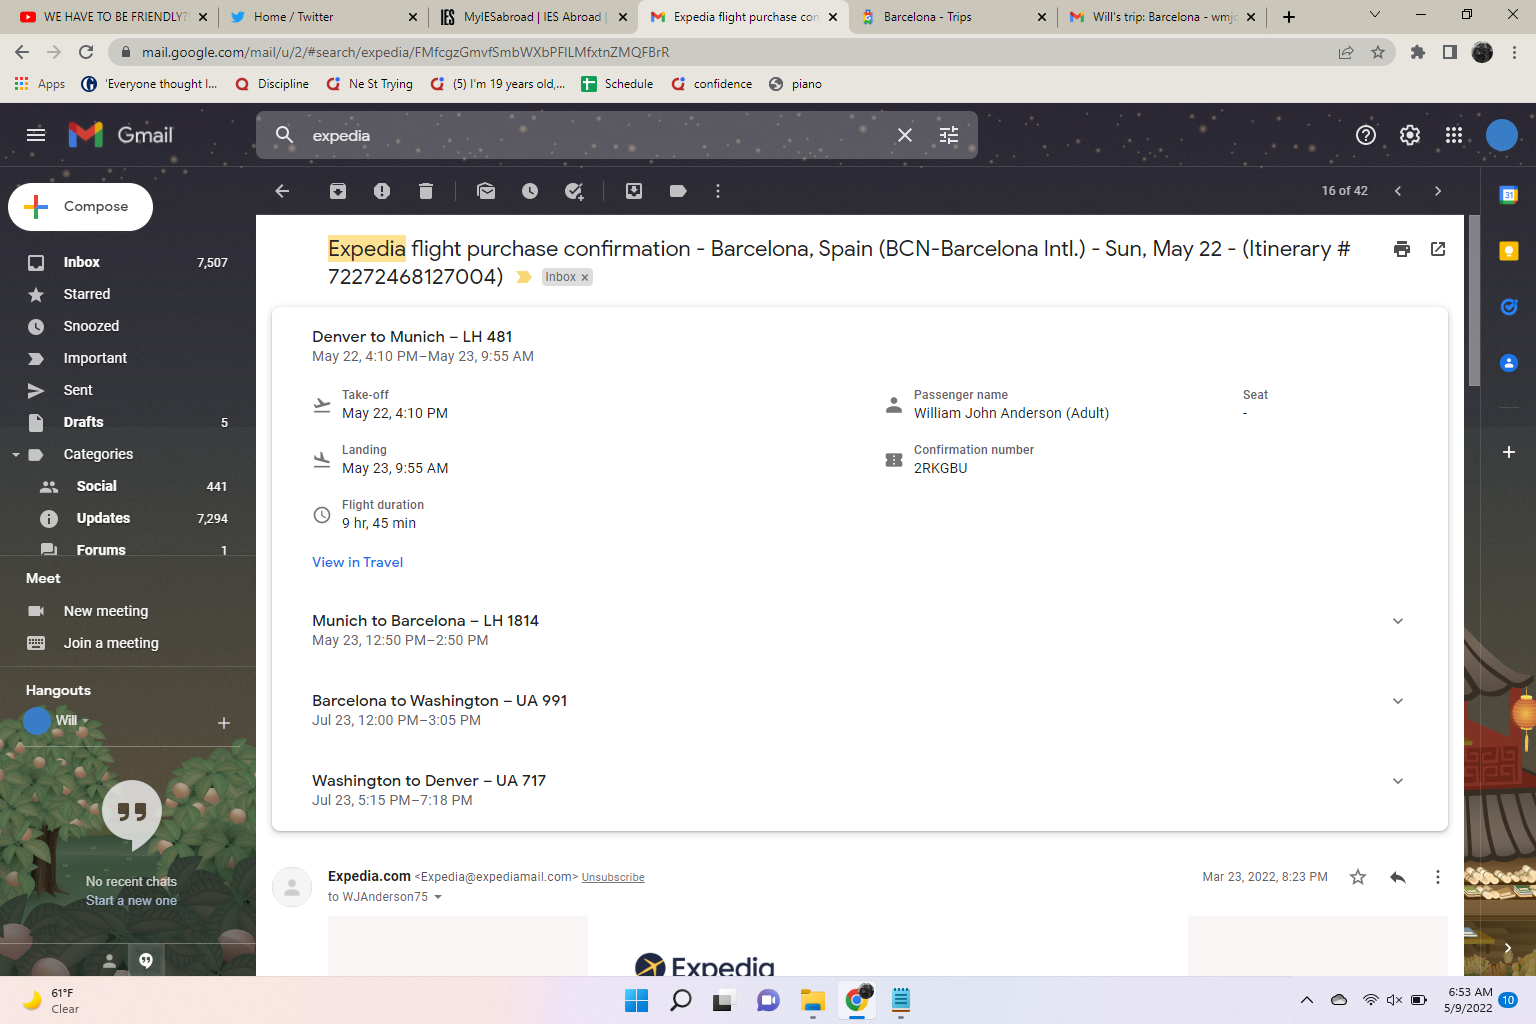 WE HAVE TO BE FRIENDLY?
Home / Twitter
MyIESabroad | IES Abroad |
Expedia flight purchase con
Barcelona - Trips
Will's trip: Barcelona - wmjc
mail.google.com/mail/u/2/#search/expedia/FMfcgzGmvfSmbWXbPFlLMfxtnZMQFBrR
Apps
'Everyone thought I...
Discipline
Ne St Trying
(5) I'm 19 years old,...
Schedule
confidence
piano
Gmail
expedia
Compose
16 of 42
Expedia flight purchase confirmation - Barcelona, Spain (BCN-Barcelona Intl.) - Sun, May 22 - (Itinerary #
72272468127004)
Inbox ×
Inbox 7,507
Starred
Snoozed
Important
Sent
Drafts 5
Categories
Social 441
Updates 7,294
Forums 1
Meet
New meeting
Join a meeting
Hangouts
Will
No recent chats
Start a new one
Denver to Munich – LH 481
May 22, 4:10 PM–May 23, 9:55 AM
Take-off
May 22, 4:10 PM
Passenger name
William John Anderson (Adult)
Seat
-
Landing
May 23, 9:55 AM
Confirmation number
2RKGBU
Flight duration
9 hr, 45 min
View in Travel
Munich to Barcelona – LH 1814
May 23, 12:50 PM–2:50 PM
Barcelona to Washington – UA 991
Jul 23, 12:00 PM–3:05 PM
Washington to Denver – UA 717
Jul 23, 5:15 PM–7:18 PM
Expedia.com <Expedia@expediamail.com> Unsubscribe
Mar 23, 2022, 8:23 PM
to WJAnderson75
Expedia
31
61°F
Clear
6:53 AM
5/9/2022
10